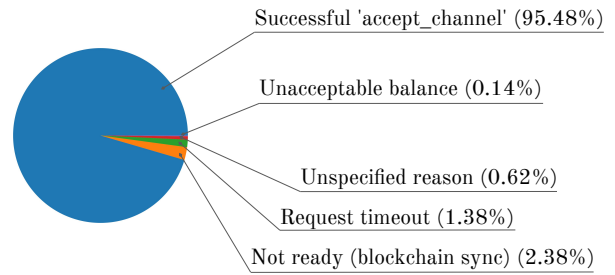 Successful 'accept_channel' (95.48%)
Unacceptable balance (0.14%)
Unspecified reason (0.62%)
Request timeout (1.38%)
Not ready (blockchain sync) (2.38%)